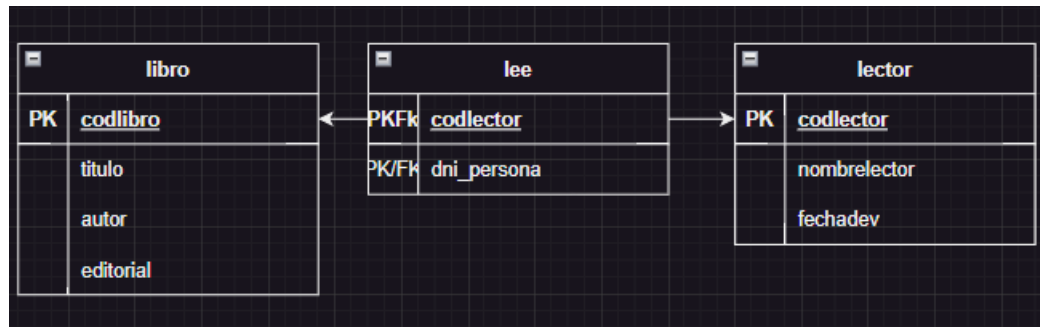 libro
PK codlibro
titulo
autor
editorial
lee
PKFk codlector
PK/FK dni_persona
lector
PK codlector
nombrelector
fechadev